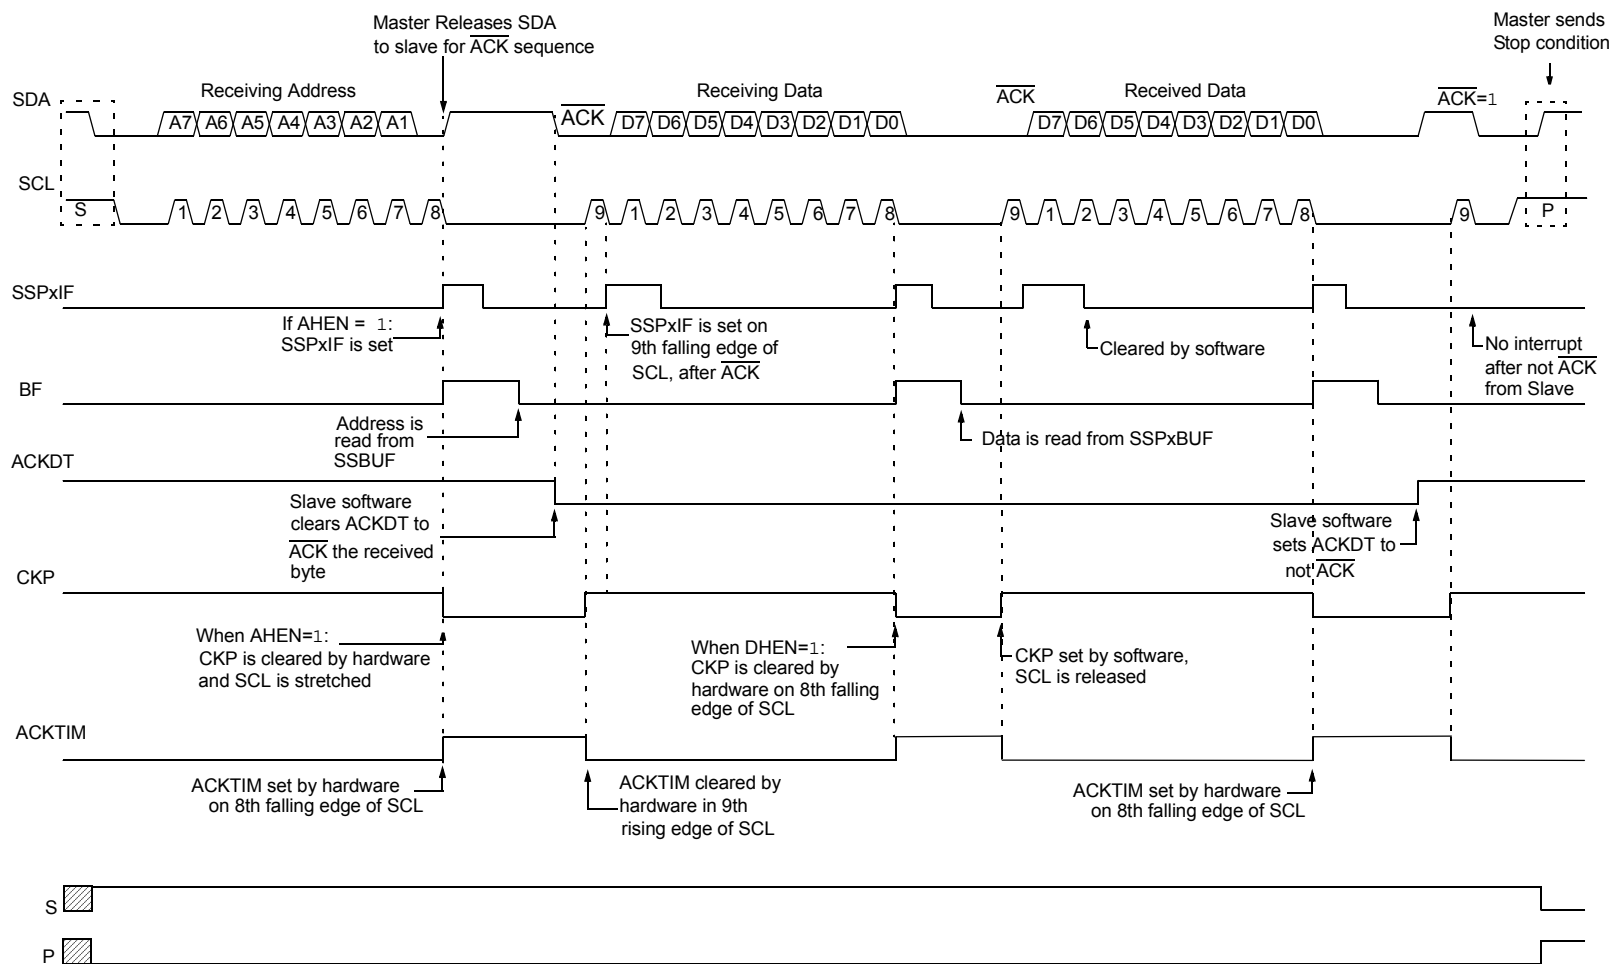 Master Releases SDA
to slave for ACK sequence
Master sends
Stop condition
SDA
Receiving Address
ACK
Receiving Data
ACK
Received Data
ACK=1
A7 A6 A5 A4 A3 A2 A1
D7 D6 D5 D4 D3 D2 D1 D0
D7 D6 D5 D4 D3 D2 D1 D0
SCL
S
1 2 3 4 5 6 7 8
9 1 2 3 4 5 6 7 8
9 1 2 3 4 5 6 7 8
9
P
SSPxIF
If AHEN = 1:
SSPxIF is set
SSPxIF is set on
9th falling edge of
SCL, after ACK
Cleared by software
No interrupt
after not ACK
from Slave
BF
Address is
read from
SSBUF
Data is read from SSPxBUF
ACKDT
Slave software
clears ACKDT to
ACK the received
byte
Slave software
sets ACKDT to
not ACK
CKP
When AHEN=1:
CKP is cleared by hardware
and SCL is stretched
When DHEN=1:
CKP is cleared by
hardware on 8th falling
edge of SCL
CKP set by software,
SCL is released
ACKTIM
ACKTIM set by hardware
on 8th falling edge of SCL
ACKTIM cleared by
hardware in 9th
rising edge of SCL
ACKTIM set by hardware
on 8th falling edge of SCL
S
P